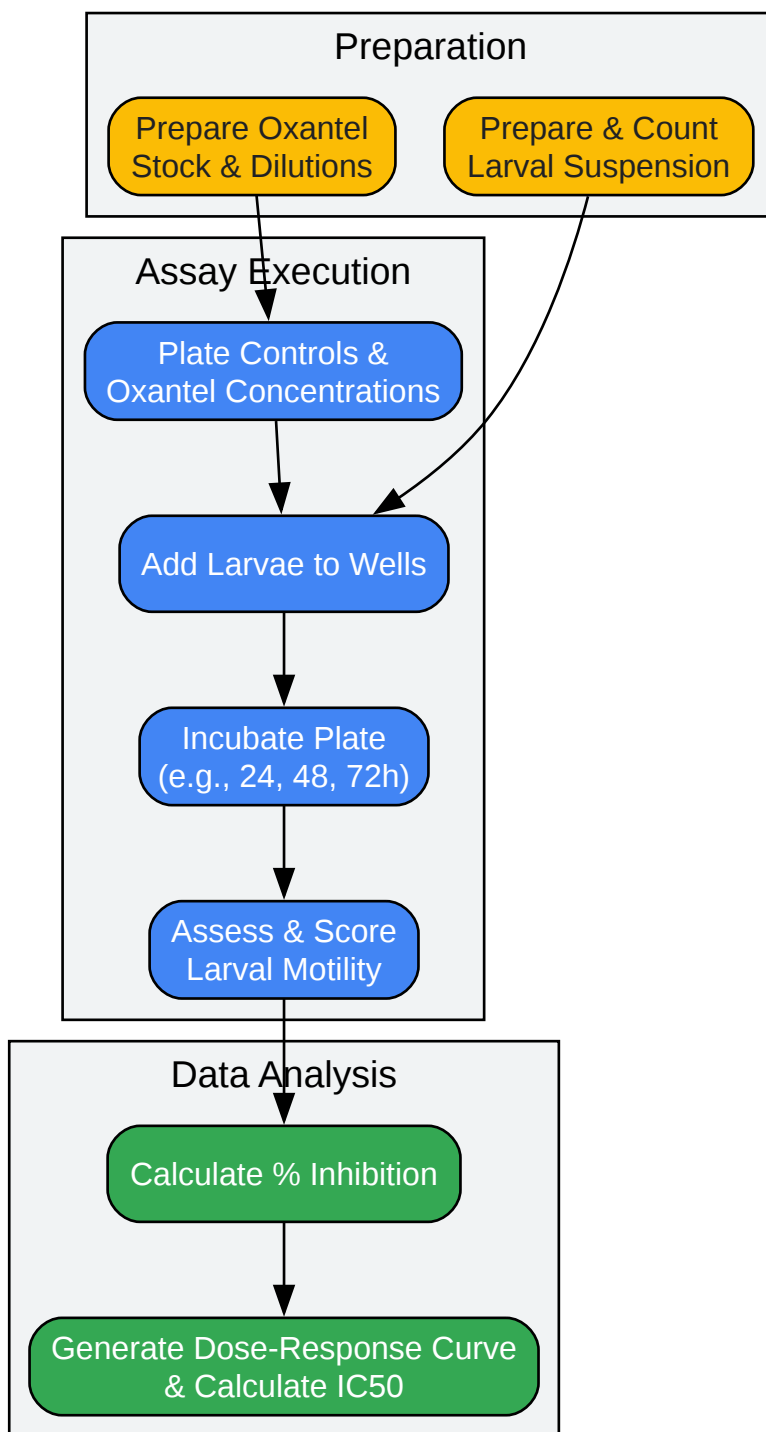 Preparation
Prepare Oxantel
Stock & Dilutions
Prepare & Count
Larval Suspension
Assay Execution
Plate Controls &
Oxantel Concentrations
Add Larvae to Wells
Incubate Plate
(e.g., 24, 48, 72h)
Assess & Score
Larval Motility
Data Analysis
Calculate % Inhibition
Generate Dose-Response Curve
& Calculate IC50